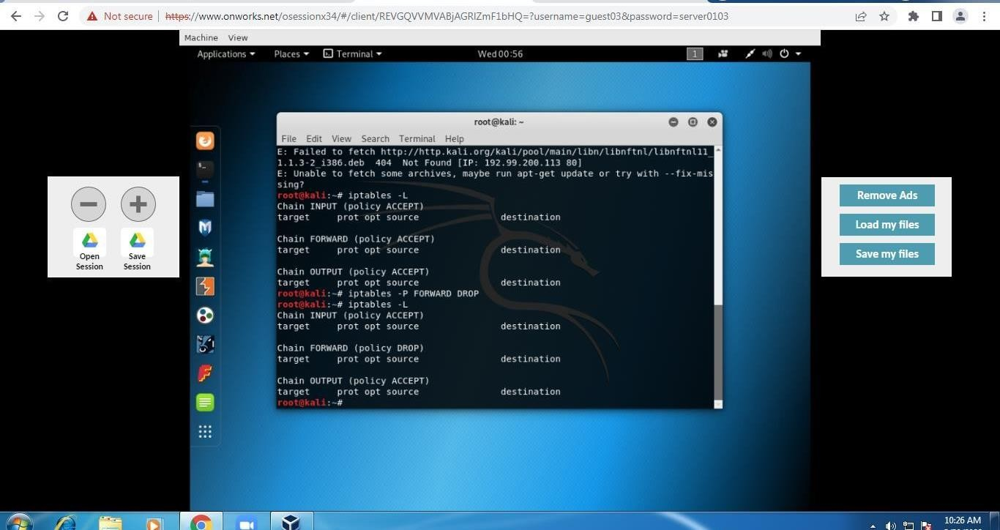 Not secure https://www.onworks.net/osessionx34/#/client/REVGQVVMVABjAGRlZmF1bHQ=?username=guest03&password=server0103
Machine View
Applications Places Terminal Wed 00:56 1
root@kali: ~
File Edit View Search Terminal Help
E: Failed to fetch http://http.kali.org/kali/pool/main/libn/libnftnl/libnftnl11_
1.1.3-2_i386.deb 404 Not Found [IP: 192.99.200.113 80]
E: Unable to fetch some archives, maybe run apt-get update or try with --fix-mis
sing?
root@kali:~# iptables -L
Chain INPUT (policy ACCEPT)
target prot opt source destination
Chain FORWARD (policy ACCEPT)
target prot opt source destination
Chain OUTPUT (policy ACCEPT)
target prot opt source destination
root@kali:~# iptables -P FORWARD DROP
root@kali:~# iptables -L
Chain INPUT (policy ACCEPT)
target prot opt source destination
Chain FORWARD (policy DROP)
target prot opt source destination
Chain OUTPUT (policy ACCEPT)
target prot opt source destination
root@kali:~#
Open
Session
Save
Session
Remove Ads
Load my files
Save my files
10:26 AM